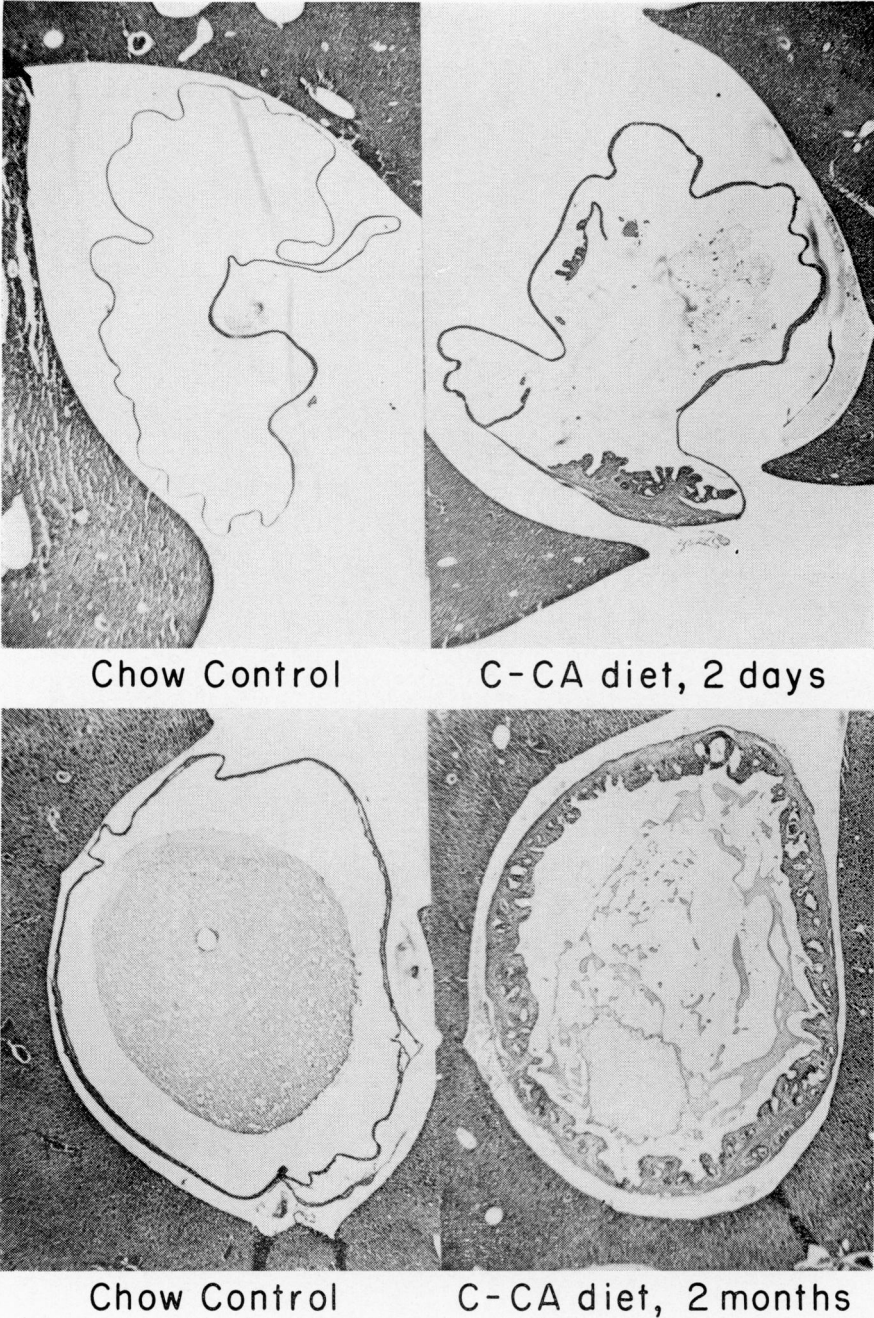 Chow Control
C-CA diet, 2 days
Chow Control
C-CA diet, 2 months